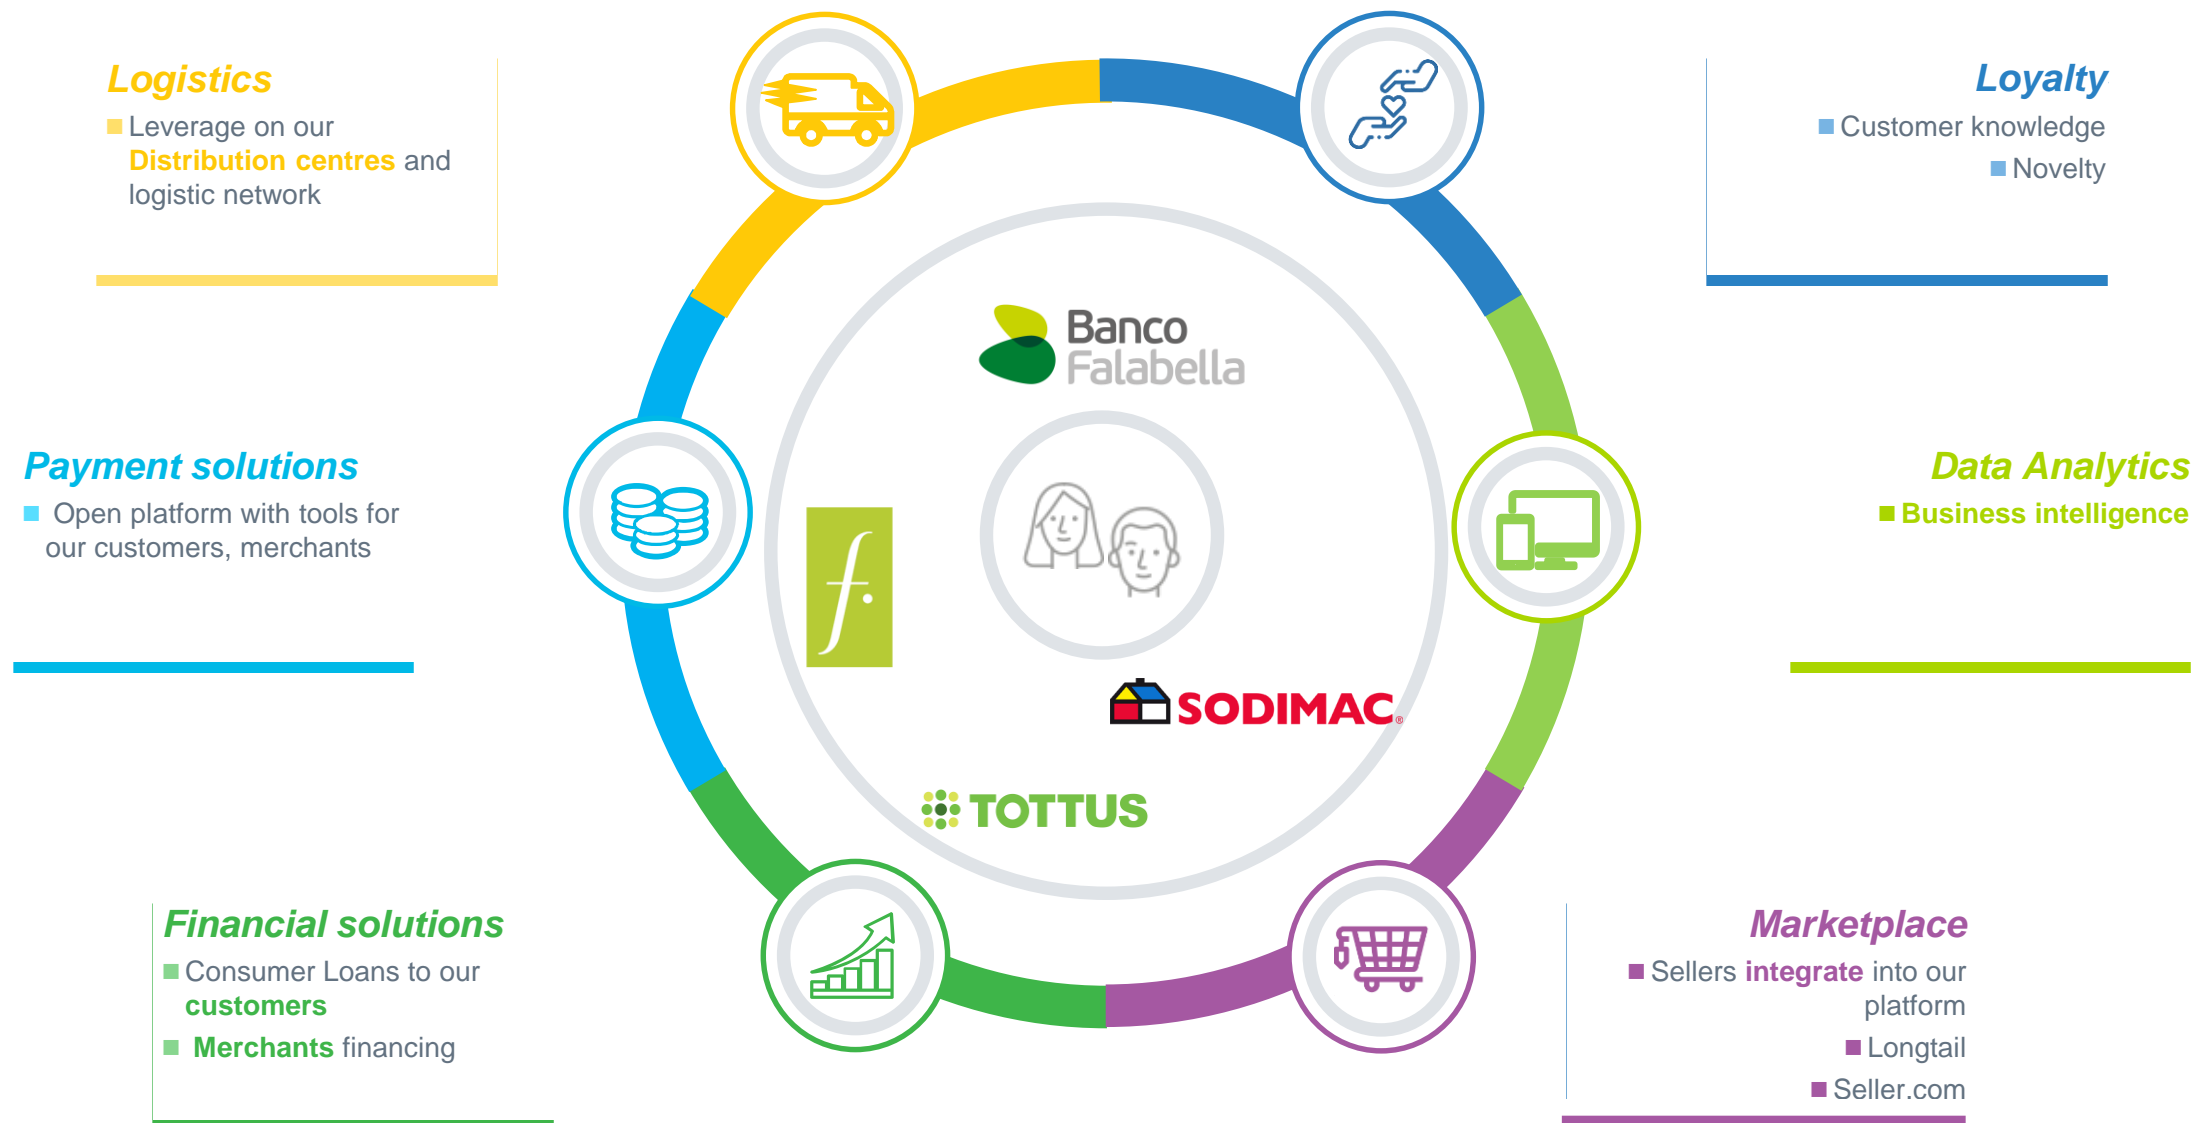 Logistics
Leverage on our
Distribution centres and
logistic network
Loyalty
Customer knowledge
Novelty
Banco
Falabella
Payment solutions
Open platform with tools for
our customers, merchants
Data Analytics
Business intelligence
f.
SODIMAC®
TOTTUS
Financial solutions
Consumer Loans to our
customers
Merchants financing
Marketplace
Sellers integrate into our
platform
Longtail
Seller.com